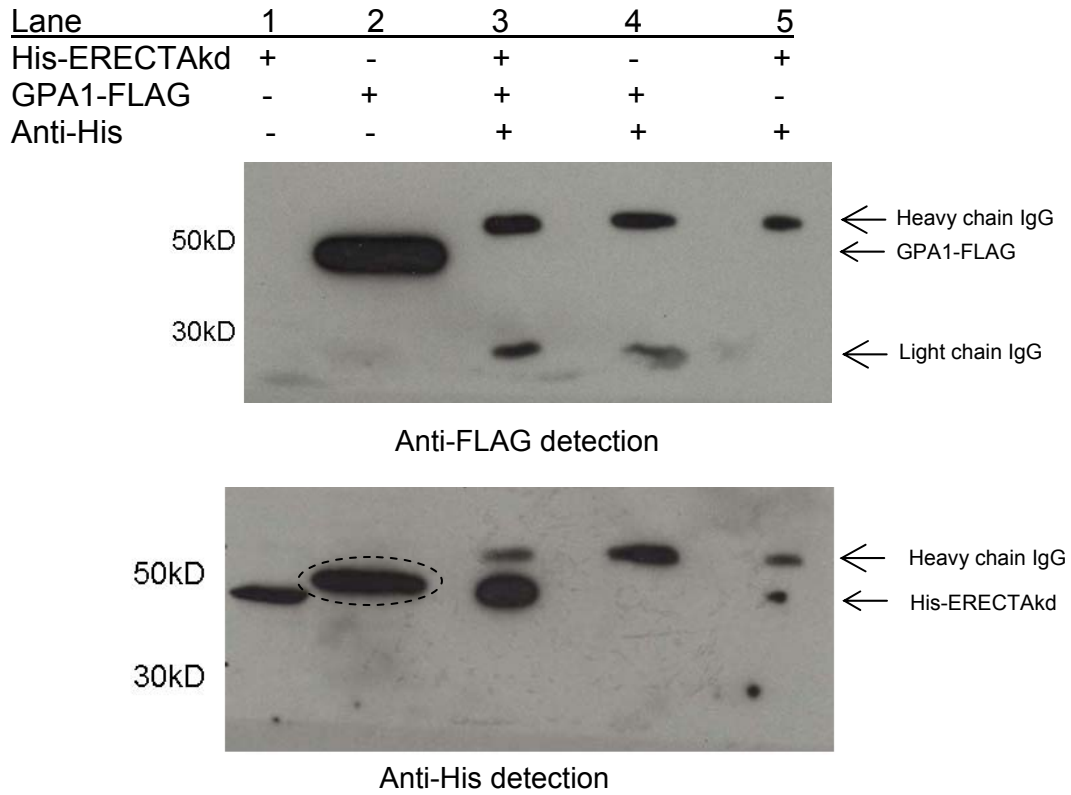 Lane 1 2 3 4 5
His-ERECTAkd + - + - +
GPA1-FLAG - + + + -
Anti-His - - + + +
Heavy chain IgG
50kD
GPA1-FLAG
30kD
Light chain IgG
Anti-FLAG detection
Heavy chain IgG
50kD
His-ERECTAkd
30kD
Anti-His detection